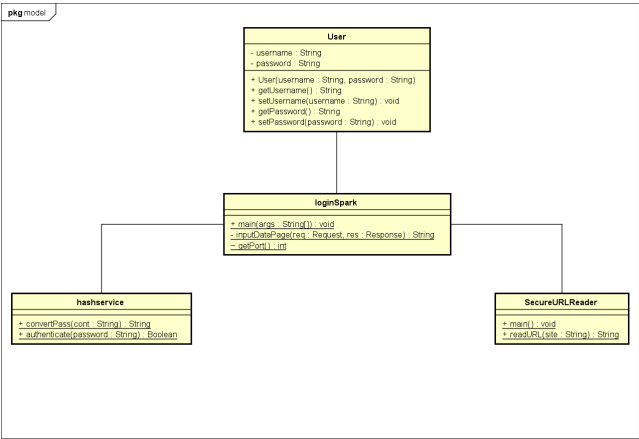 pkg model
User
- username : String
- password : String
+ User(username : String, password : String)
+ getUsername() : String
+ setUsername(username : String) : void
+ getPassword() : String
+ setPassword(password : String) : void
loginSpark
+ main(args : String[]) : void
- inputDataPage(req : Request, res : Response) : String
~ getPort() : int
hashservice
+ convertPass(cont : String) : String
+ authenticate(password : String) : Boolean
SecureURLReader
+ main() : void
+ readURL(site : String) : String